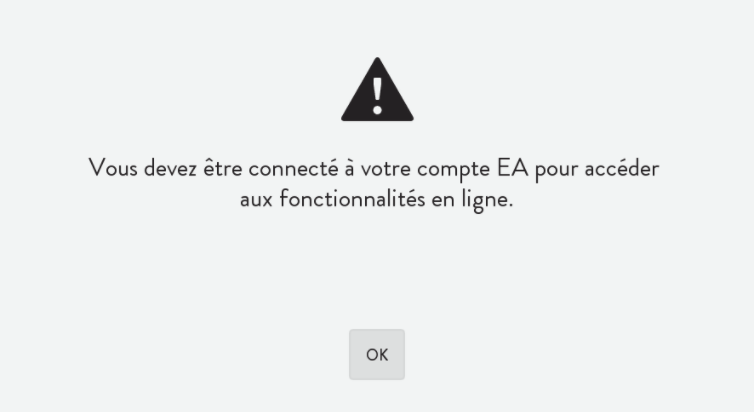 Vous devez être connecté à votre compte EA pour accéder
aux fonctionnalités en ligne.
OK